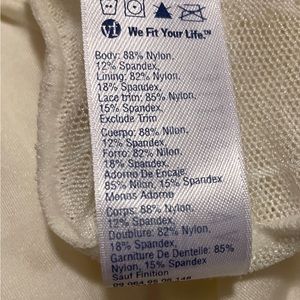 vf We Fit Your Life.™
Body: 88% Nylon,
12% Spandex,
Lining: 82% Nylon,
18% Spandex,
Lace trim: 85% Nylon,
15% Spandex,
Exclude Trim
Cuerpo: 88% Nilon,
12% Spandex,
Forro: 82% Nilon,
18% Spandex,
Adorno De Encaje:
85% Nilon, 15% Spandex
Menos Adorno
Corps: 88% Nylon,
12% Spandex,
Doublure: 82% Nylon,
18% Spandex,
Garniture De Dentelle: 85%
Nylon, 15% Spandex
Sauf Finition